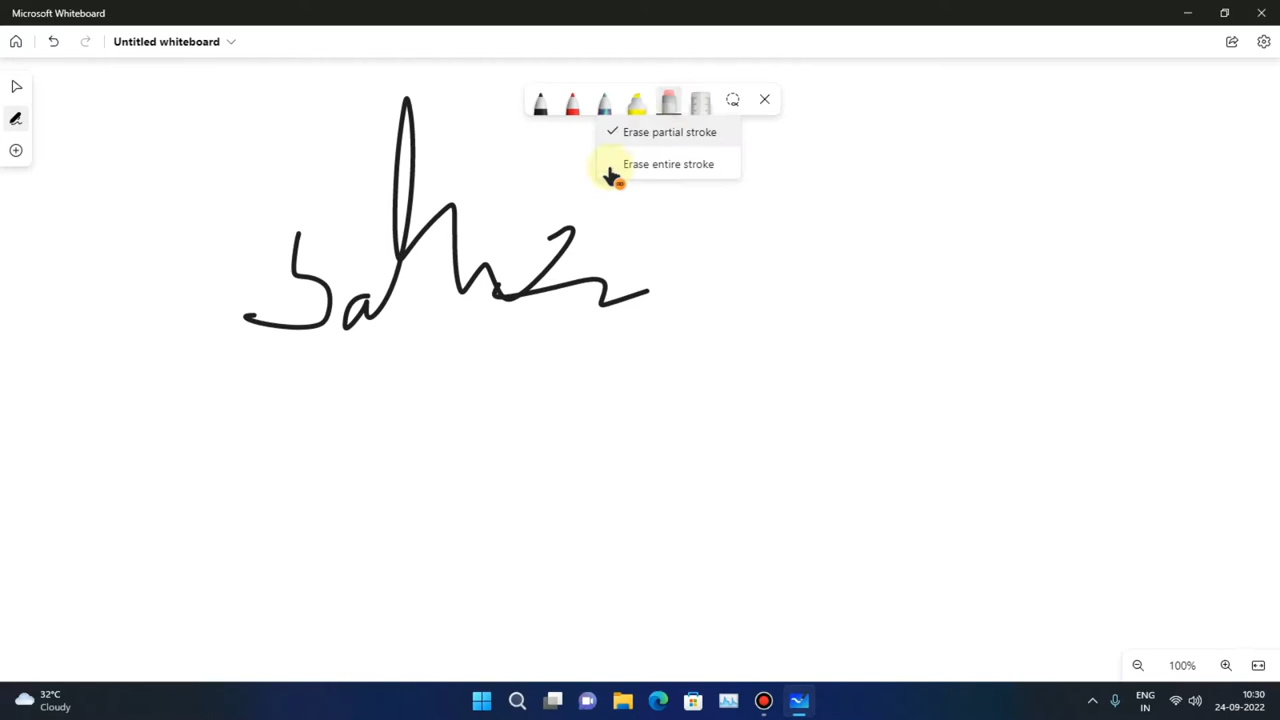 Microsoft Whiteboard
Untitled whiteboard
Erase partial stroke
Erase entire stroke
100%
32°C
Cloudy
ENG
IN
10:30
24-09-2022